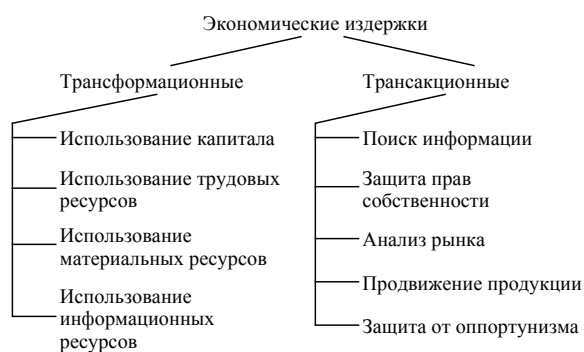 Экономические издержки
Трансформационные
Использование капитала
Использование трудовых
ресурсов
Использование
материальных ресурсов
Использование
информационных
ресурсов
Трансакционные
Поиск информации
Защита прав
собственности
Анализ рынка
Продвижение продукции
Защита от оппортунизма